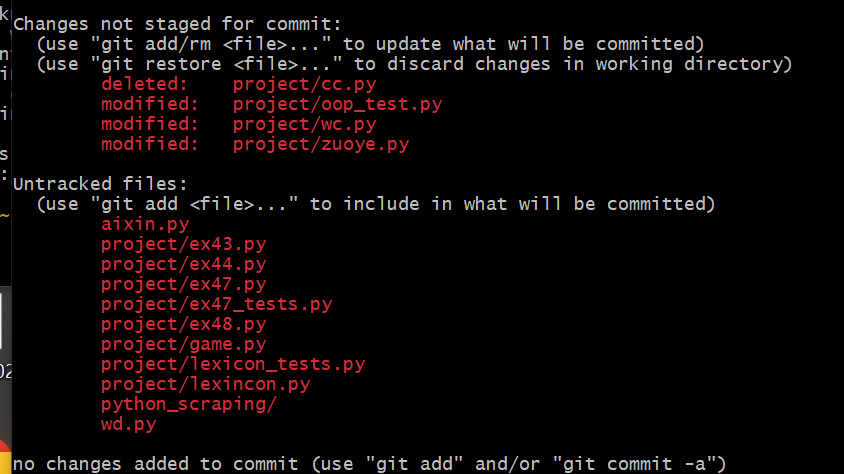 Changes not staged for commit:
(use "git add/rm <file>..." to update what will be committed)
(use "git restore <file>..." to discard changes in working directory)
deleted: project/cc.py
modified: project/oop_test.py
modified: project/wc.py
modified: project/zuoye.py
Untracked files:
(use "git add <file>..." to include in what will be committed)
aixin.py
project/ex43.py
project/ex44.py
project/ex47.py
project/ex47_tests.py
project/ex48.py
project/game.py
project/lexicon_tests.py
project/lexincon.py
python_scraping/
wd.py
no changes added to commit (use "git add" and/or "git commit -a")